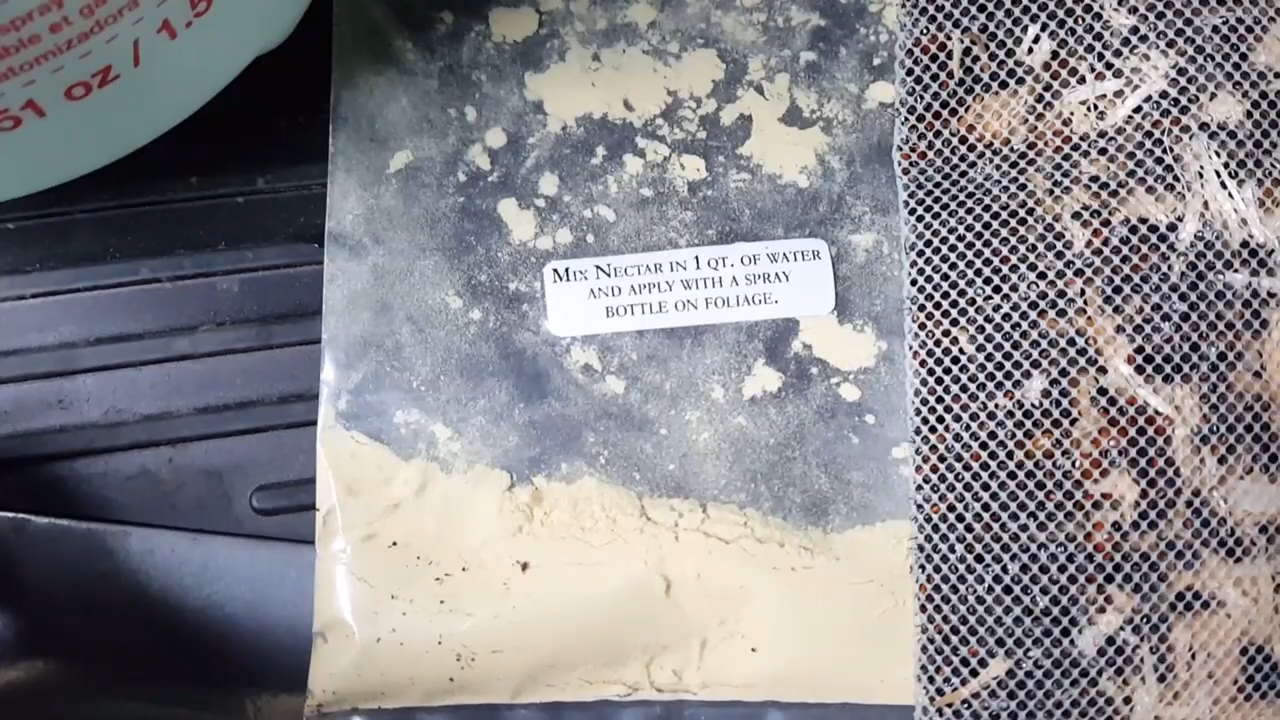 spray
able et ga
atomizadora
51 oz / 1.5
MIX NECTAR IN 1 QT. OF WATER
AND APPLY WITH A SPRAY
BOTTLE ON FOLIAGE.